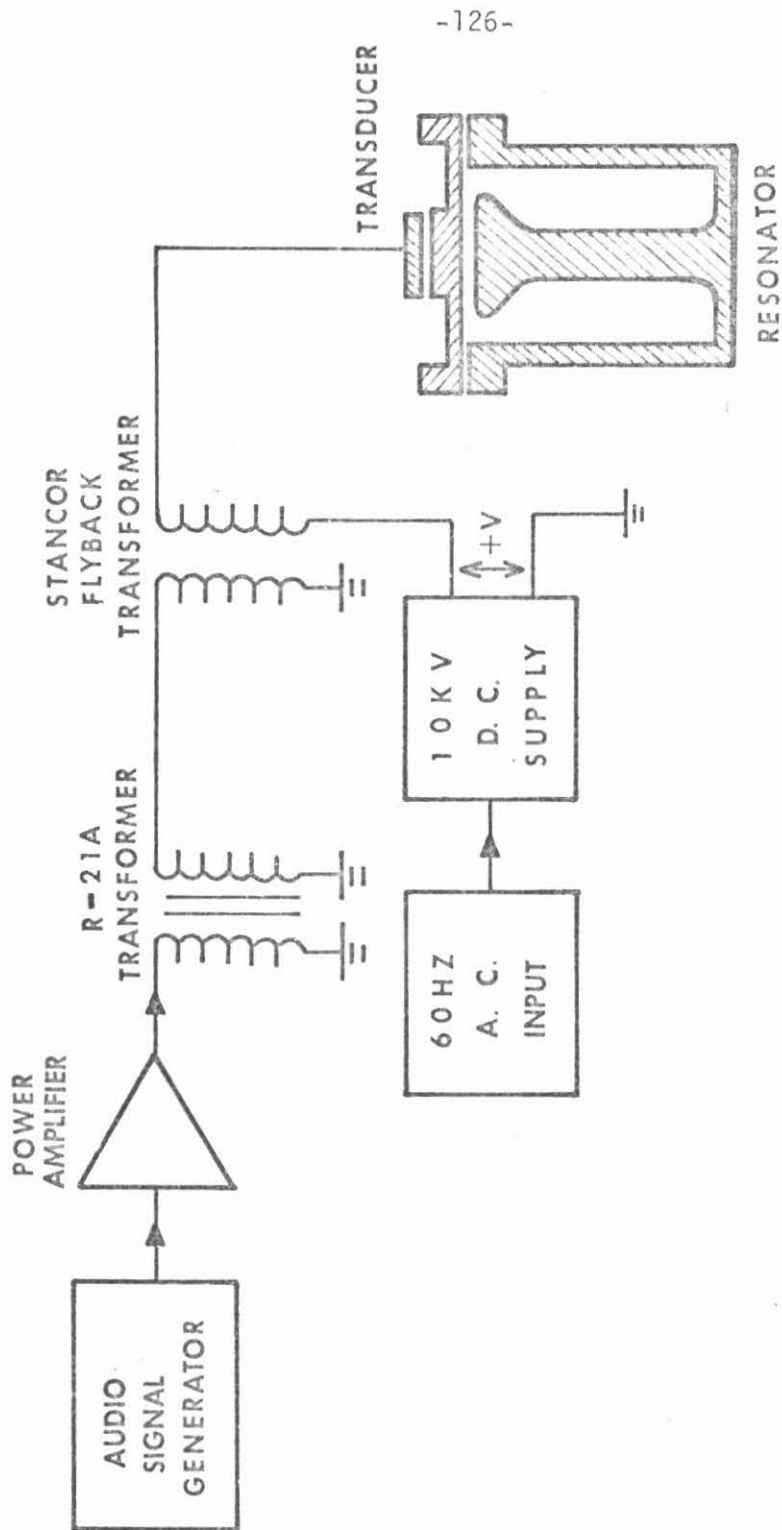 -126-
AUDIO
SIGNAL
GENERATOR
POWER
AMPLIFIER
R-21A
TRANSFORMER
STANCOR
FLYBACK
TRANSFORMER
TRANSDUCER
60HZ
A. C.
INPUT
10KV
D. C.
SUPPLY
+V
RESONATOR